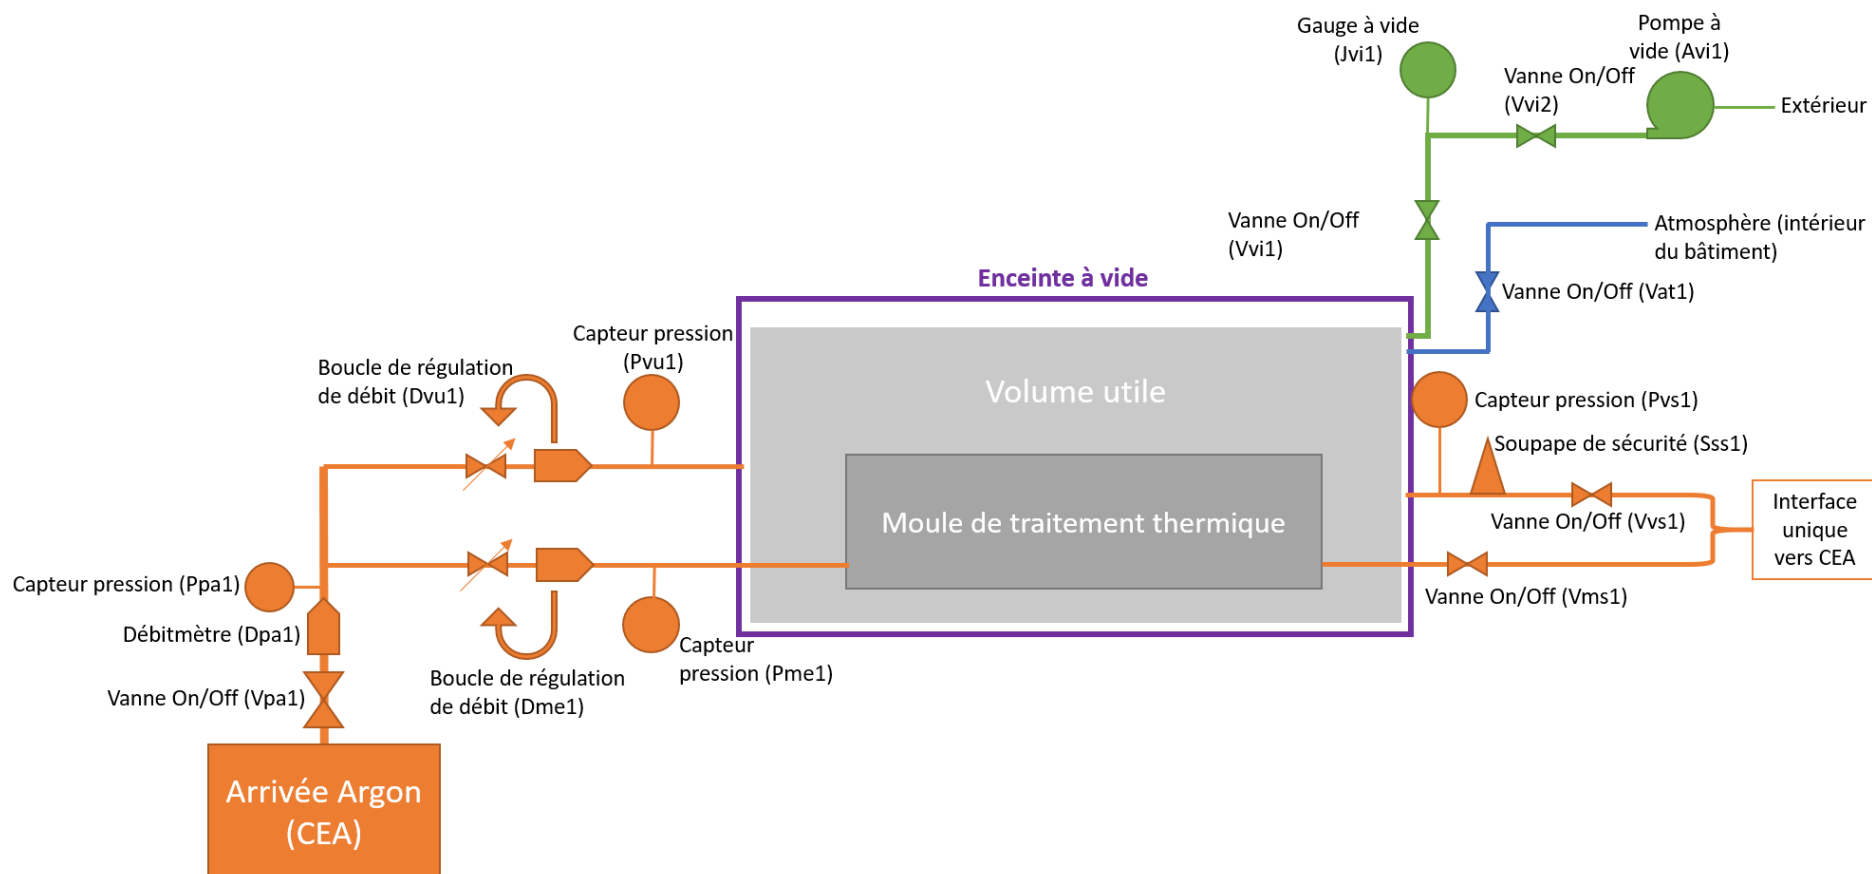 Gauge à vide
(Jvi1)
Pompe à
vide (Avi1)
Vanne On/Off
(Vvi2)
Extérieur
Vanne On/Off
(Vvi1)
Atmosphère (intérieur
du bâtiment)
Vanne On/Off (Vat1)
Enceinte à vide
Capteur pression
(Pvu1)
Boucle de régulation
de débit (Dvu1)
Volume utile
Capteur pression (Pvs1)
Soupape de sécurité (Sss1)
Moule de traitement thermique
Vanne On/Off (Vvs1)
Interface
unique
vers CEA
Capteur pression (Ppa1)
Vanne On/Off (Vms1)
Débitmètre (Dpa1)
Capteur
pression (Pme1)
Boucle de régulation
de débit (Dme1)
Vanne On/Off (Vpa1)
Arrivée Argon
(CEA)